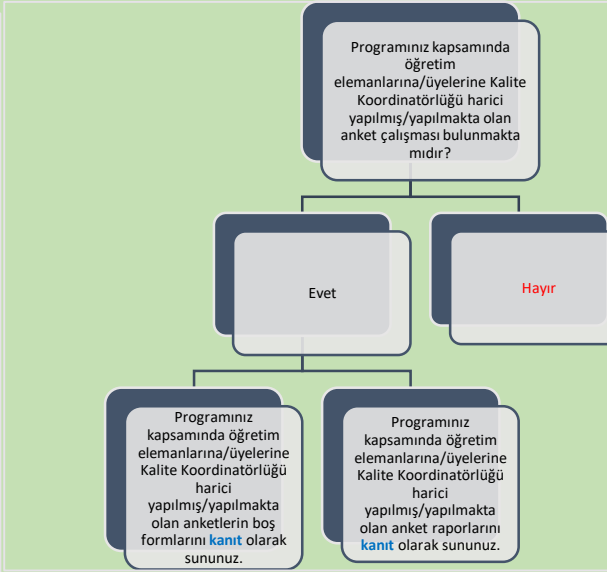 Programınız kapsamında
öğretim
elemanlarına/üyelerine Kalite
Koordinatörlüğü harici
yapılmış/yapılmakta olan
anket çalışması bulunmakta
mıdır?
Evet
Hayır
Programınız
kapsamında öğretim
elemanlarına/üyelerine
Kalite Koordinatörlüğü
harici
yapılmış/yapılmakta
olan anketlerin boş
formlarını kanıt olarak
sununuz.
Programınız
kapsamında öğretim
elemanlarına/üyelerine
Kalite Koordinatörlüğü
harici
yapılmış/yapılmakta
olan anket raporlarını
kanıt olarak sununuz.